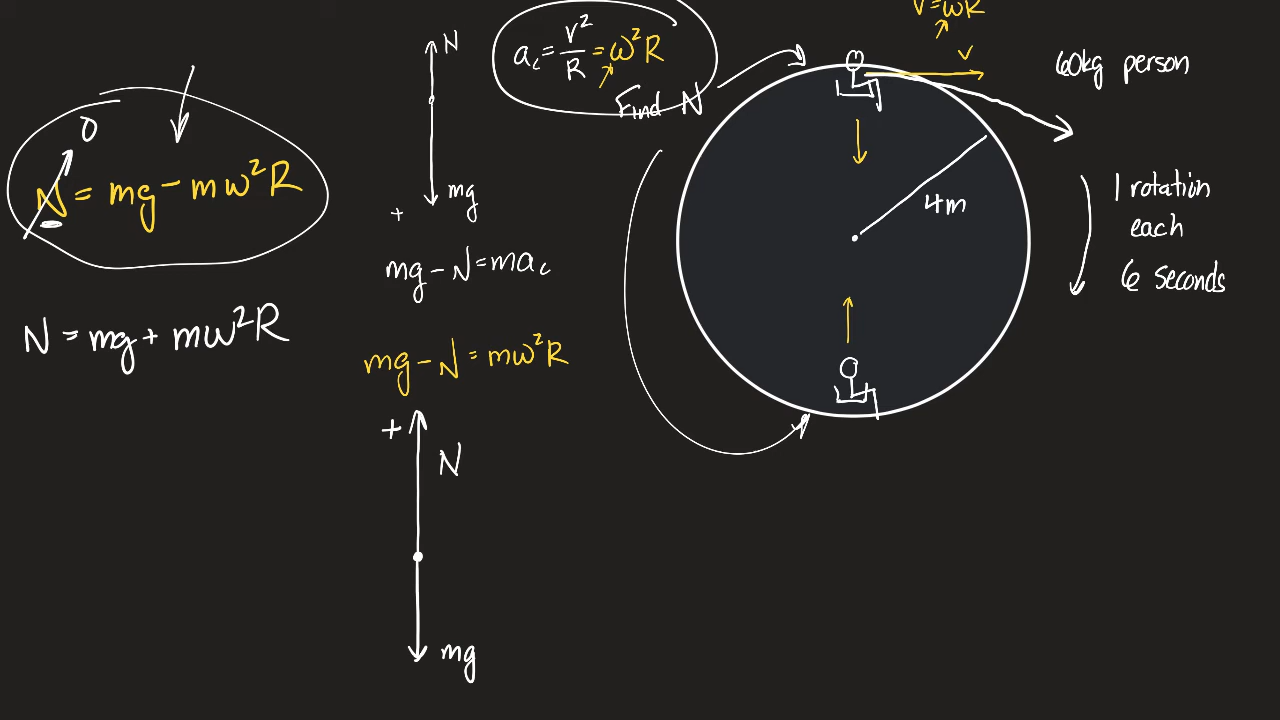 0
N = mg - mω²R
N = mg + mω²R
N
mg
+
mg - N = ma_c
mg - N = mω²R
+
N
mg
a_c = v²/R = ω²R
Find N
v = ωR
v
4m
60kg person
1 rotation
each
6 seconds